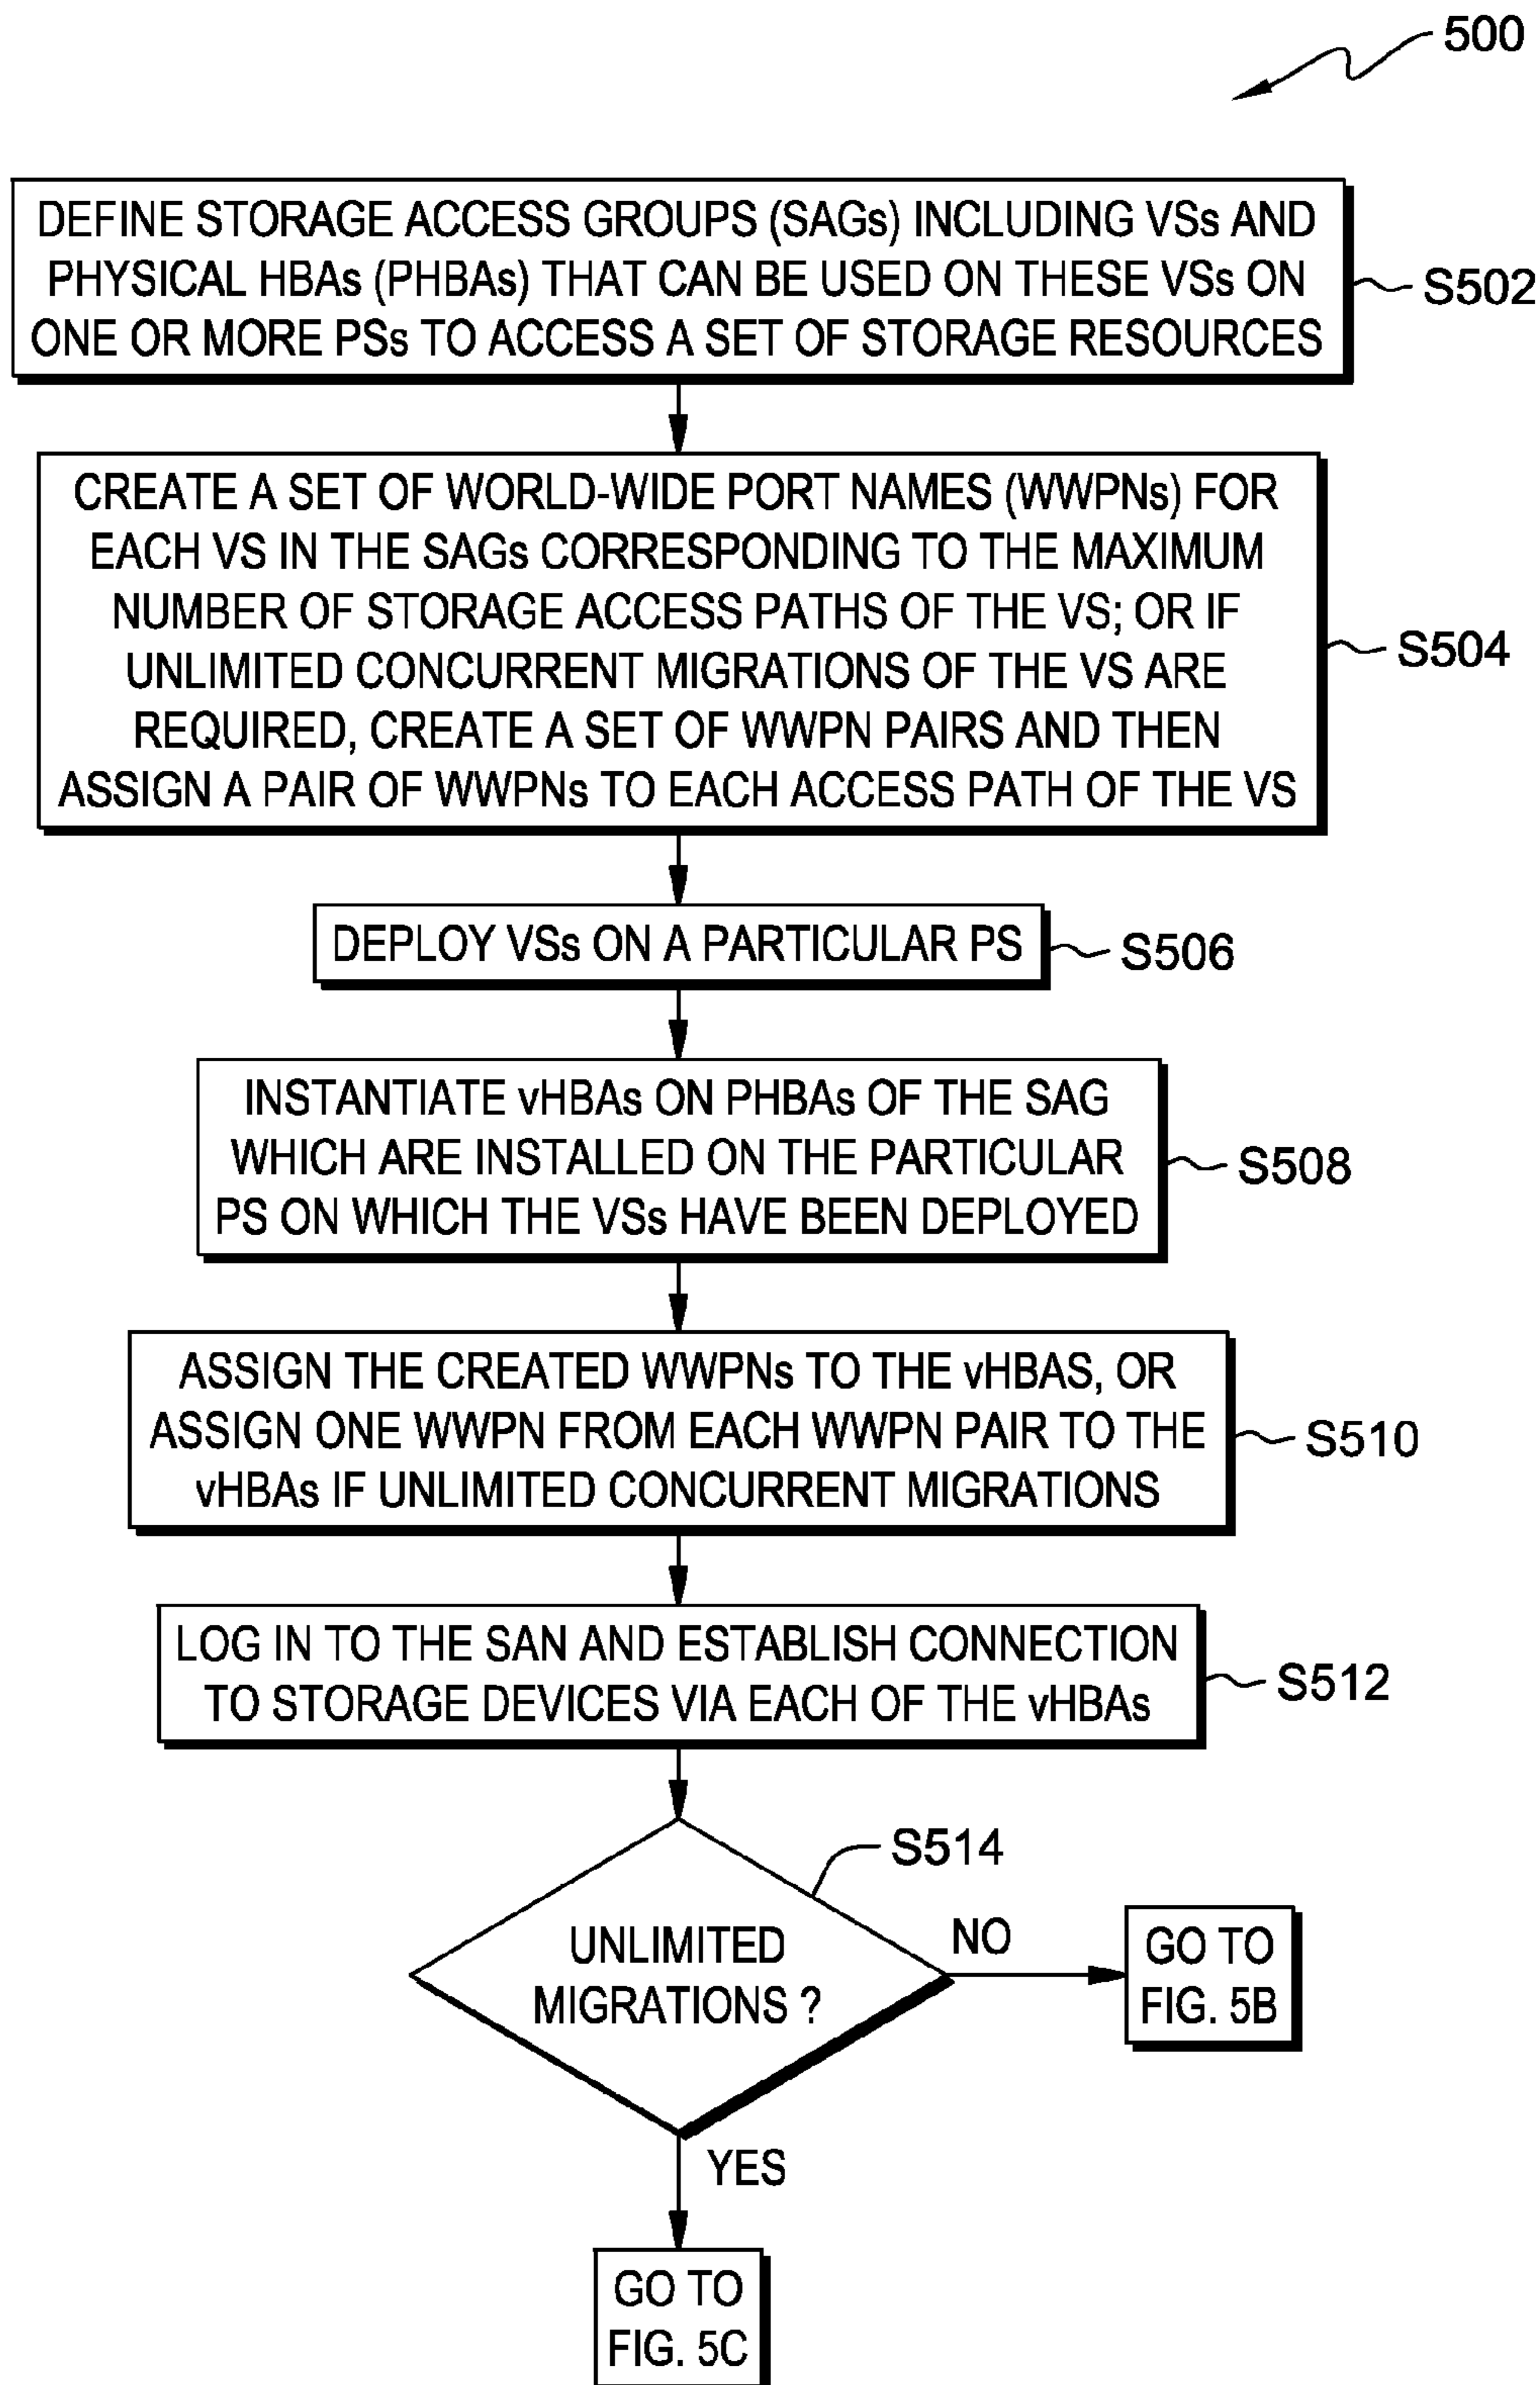 500
DEFINE STORAGE ACCESS GROUPS (SAGs) INCLUDING VSs AND
PHYSICAL HBAs (PHBAs) THAT CAN BE USED ON THESE VSs ON
ONE OR MORE PSs TO ACCESS A SET OF STORAGE RESOURCES
S502
CREATE A SET OF WORLD-WIDE PORT NAMES (WWPNs) FOR
EACH VS IN THE SAGs CORRESPONDING TO THE MAXIMUM
NUMBER OF STORAGE ACCESS PATHS OF THE VS; OR IF
UNLIMITED CONCURRENT MIGRATIONS OF THE VS ARE
REQUIRED, CREATE A SET OF WWPN PAIRS AND THEN
ASSIGN A PAIR OF WWPNs TO EACH ACCESS PATH OF THE VS
S504
DEPLOY VSs ON A PARTICULAR PS
S506
INSTANTIATE vHBAs ON PHBAs OF THE SAG
WHICH ARE INSTALLED ON THE PARTICULAR
PS ON WHICH THE VSs HAVE BEEN DEPLOYED
S508
ASSIGN THE CREATED WWPNs TO THE vHBAS, OR
ASSIGN ONE WWPN FROM EACH WWPN PAIR TO THE
vHBAs IF UNLIMITED CONCURRENT MIGRATIONS
S510
LOG IN TO THE SAN AND ESTABLISH CONNECTION
TO STORAGE DEVICES VIA EACH OF THE vHBAs
S512
S514
UNLIMITED
MIGRATIONS ?
NO
GO TO
FIG. 5B
YES
GO TO
FIG. 5C